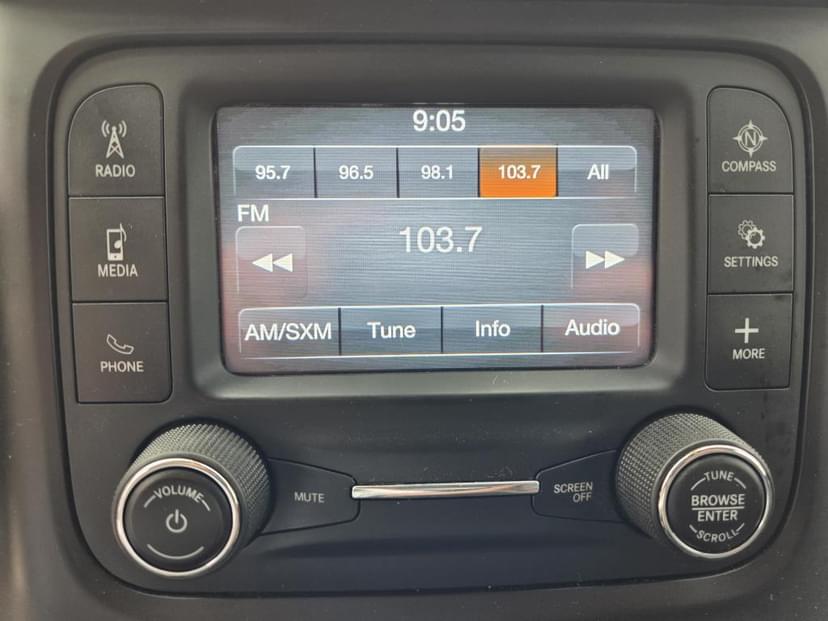 9:05
95.7 96.5 98.1 103.7 All
FM
103.7
AM/SXM Tune Info Audio
RADIO
MEDIA
PHONE
N
COMPASS
SETTINGS
MORE
VOLUME
MUTE
SCREEN
OFF
TUNE
BROWSE
ENTER
SCROLL